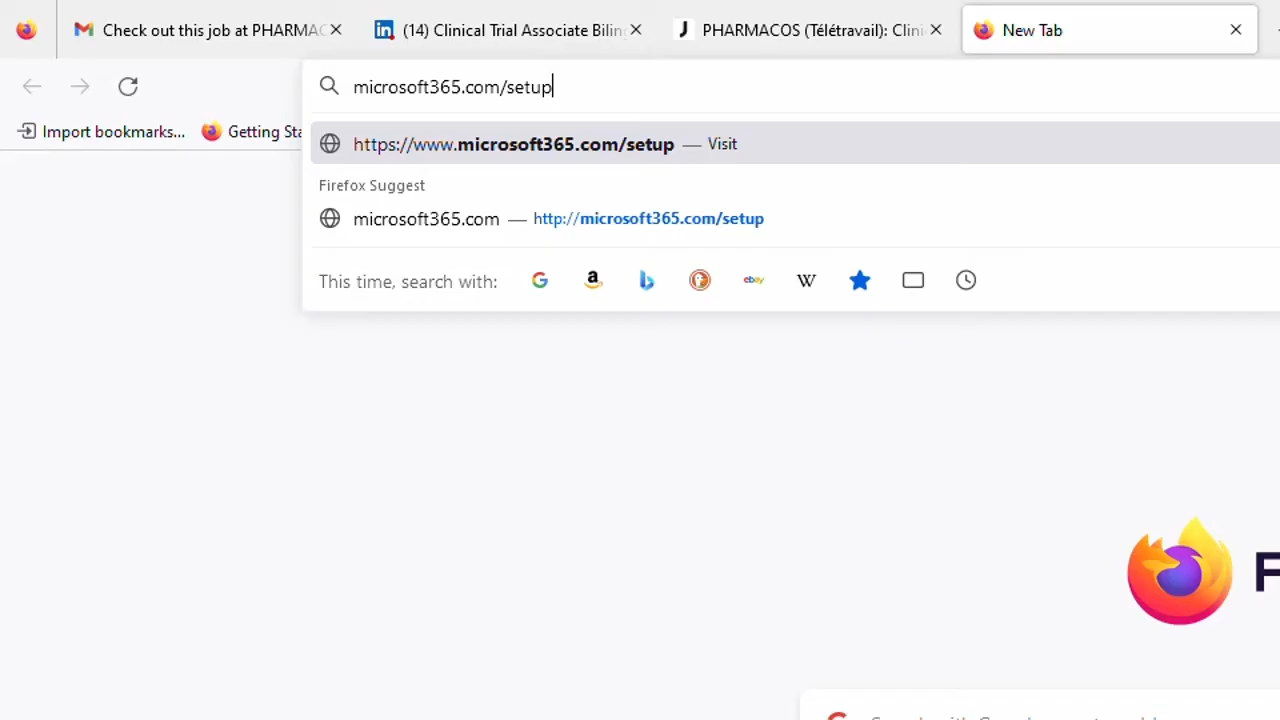 Check out this job at PHARMAC
(14) Clinical Trial Associate Bilin
PHARMACOS (Télétravail): Clini
New Tab
microsoft365.com/setup
Import bookmarks...
Getting Sta
https://www.microsoft365.com/setup — Visit
Firefox Suggest
microsoft365.com — http://microsoft365.com/setup
This time, search with: